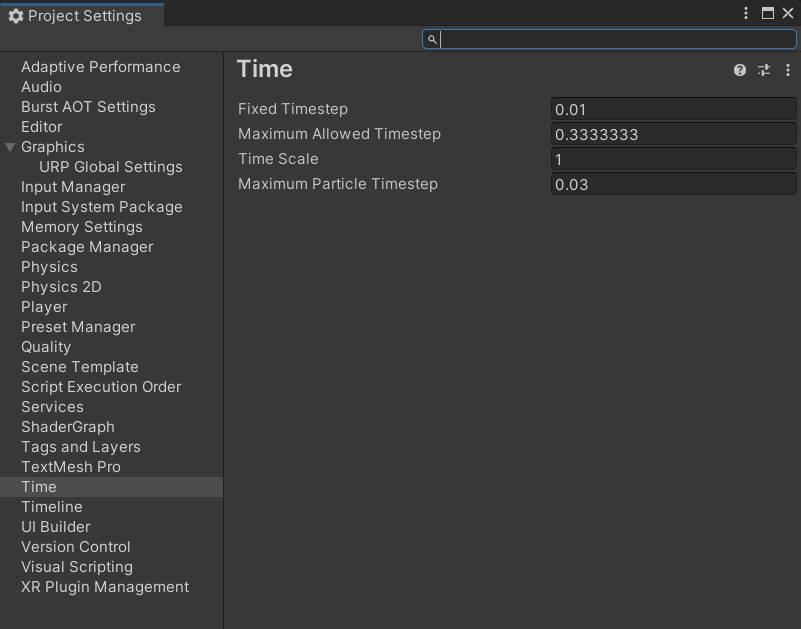 Project Settings
Adaptive Performance
Audio
Burst AOT Settings
Editor
Graphics
URP Global Settings
Input Manager
Input System Package
Memory Settings
Package Manager
Physics
Physics 2D
Player
Preset Manager
Quality
Scene Template
Script Execution Order
Services
ShaderGraph
Tags and Layers
TextMesh Pro
Time
Timeline
UI Builder
Version Control
Visual Scripting
XR Plugin Management
Time
Fixed Timestep 0.01
Maximum Allowed Timestep 0.3333333
Time Scale 1
Maximum Particle Timestep 0.03